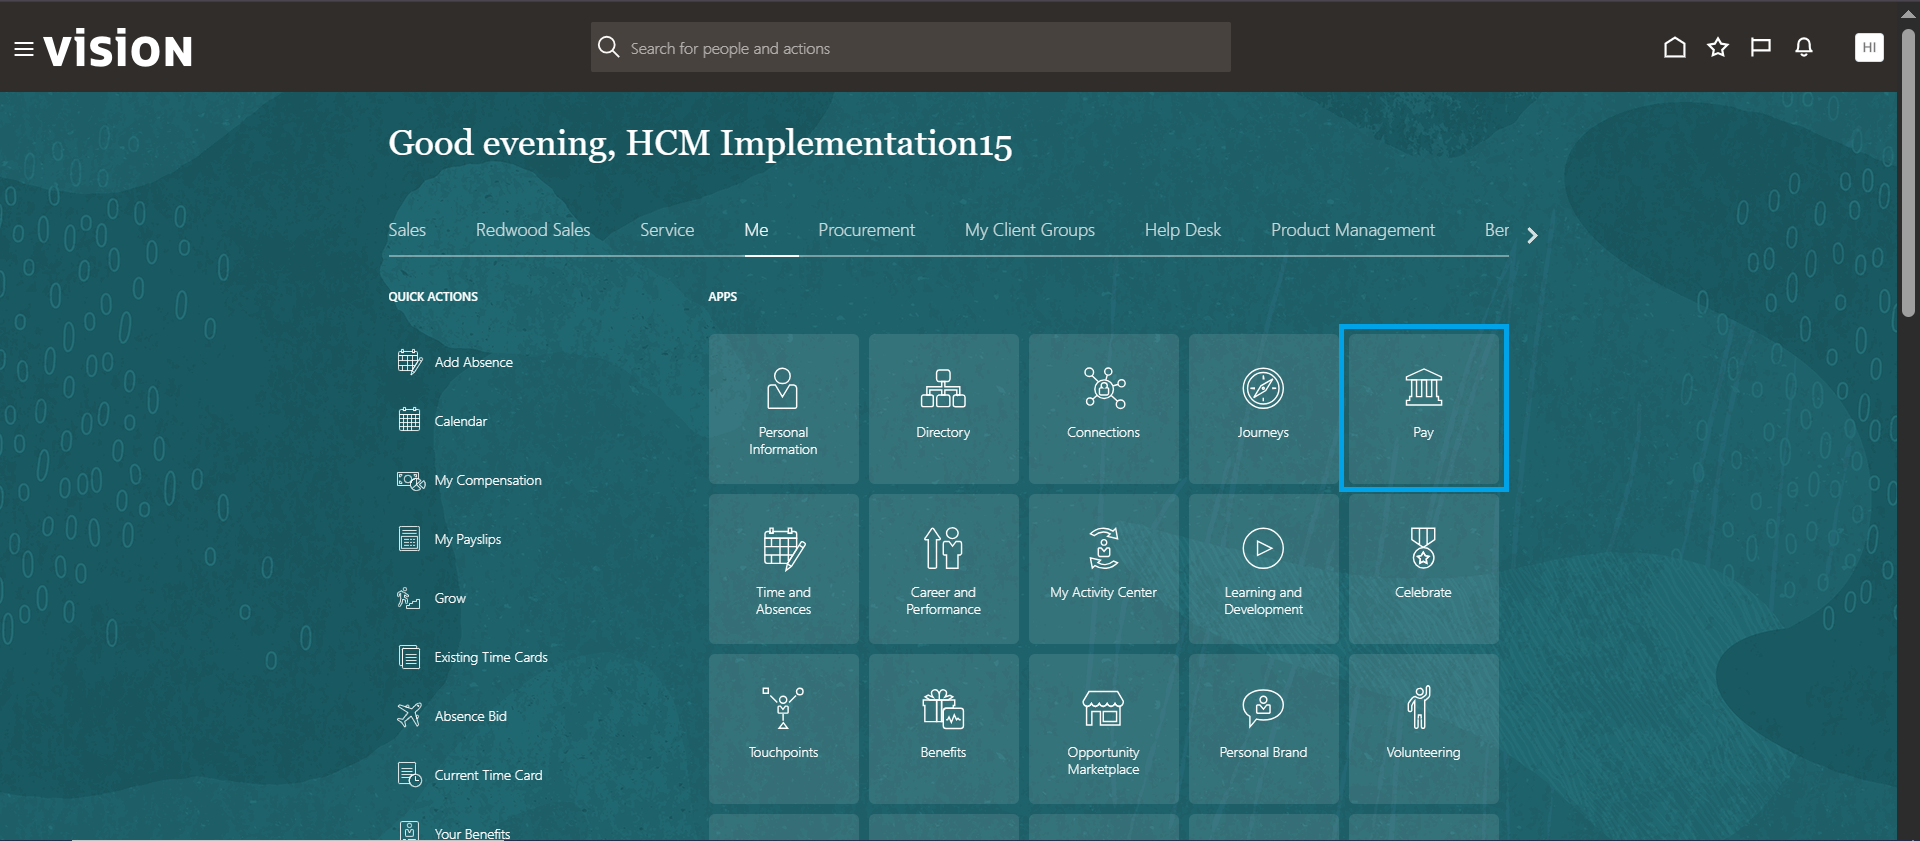 VISION
Search for people and actions
HI
Good evening, HCM Implementation15
Sales
Redwood Sales
Service
Me
Procurement
My Client Groups
Help Desk
Product Management
Ber
QUICK ACTIONS
Add Absence
Calendar
My Compensation
My Payslips
Grow
Existing Time Cards
Absence Bid
Current Time Card
Your Benefits
APPS
Personal
Information
Directory
Connections
Journeys
Pay
Time and
Absences
Career and
Performance
My Activity Center
Learning and
Development
Celebrate
Touchpoints
Benefits
Opportunity
Marketplace
Personal Brand
Volunteering